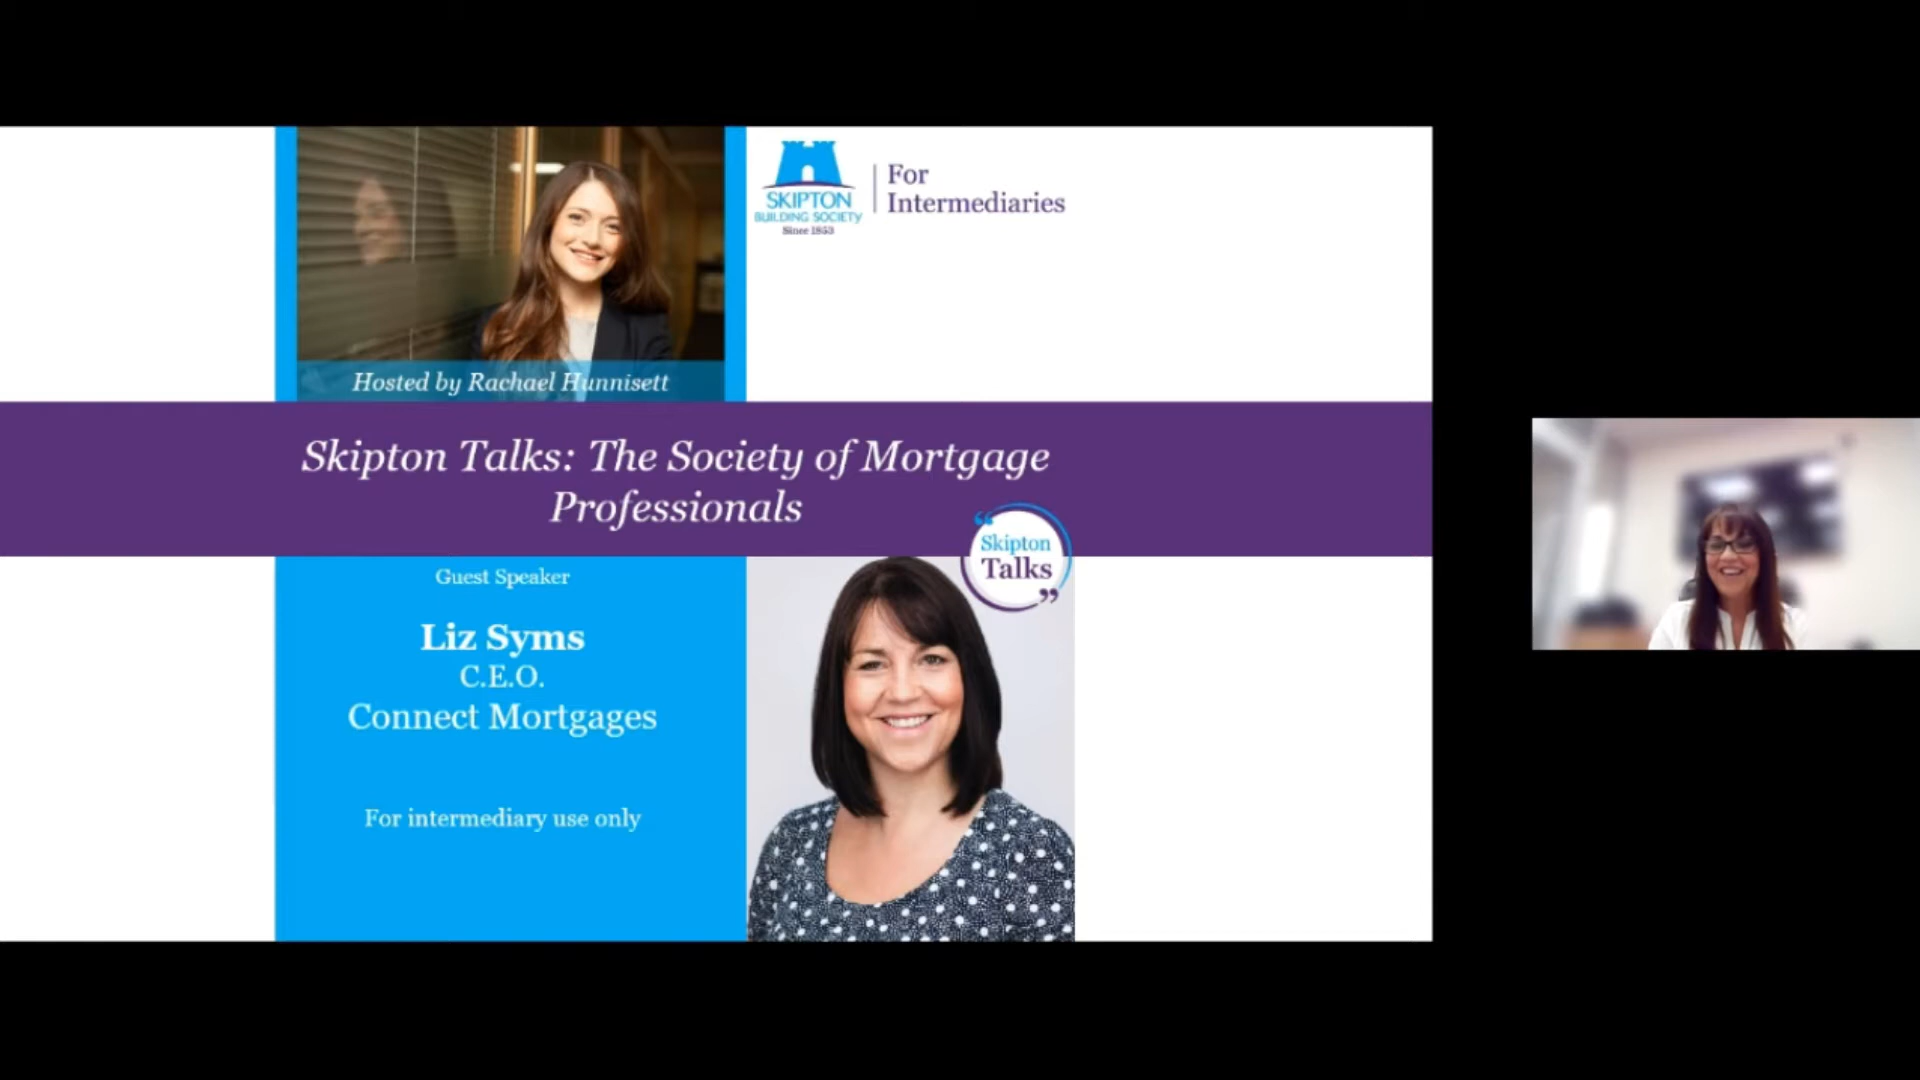 SKIPTON
BUILDING SOCIETY
Since 1853
For
Intermediaries
Hosted by Rachael Hunnisett
Skipton Talks: The Society of Mortgage
Professionals
“
Skipton
Talks
”
Guest Speaker
Liz Syms
C.E.O.
Connect Mortgages
For intermediary use only